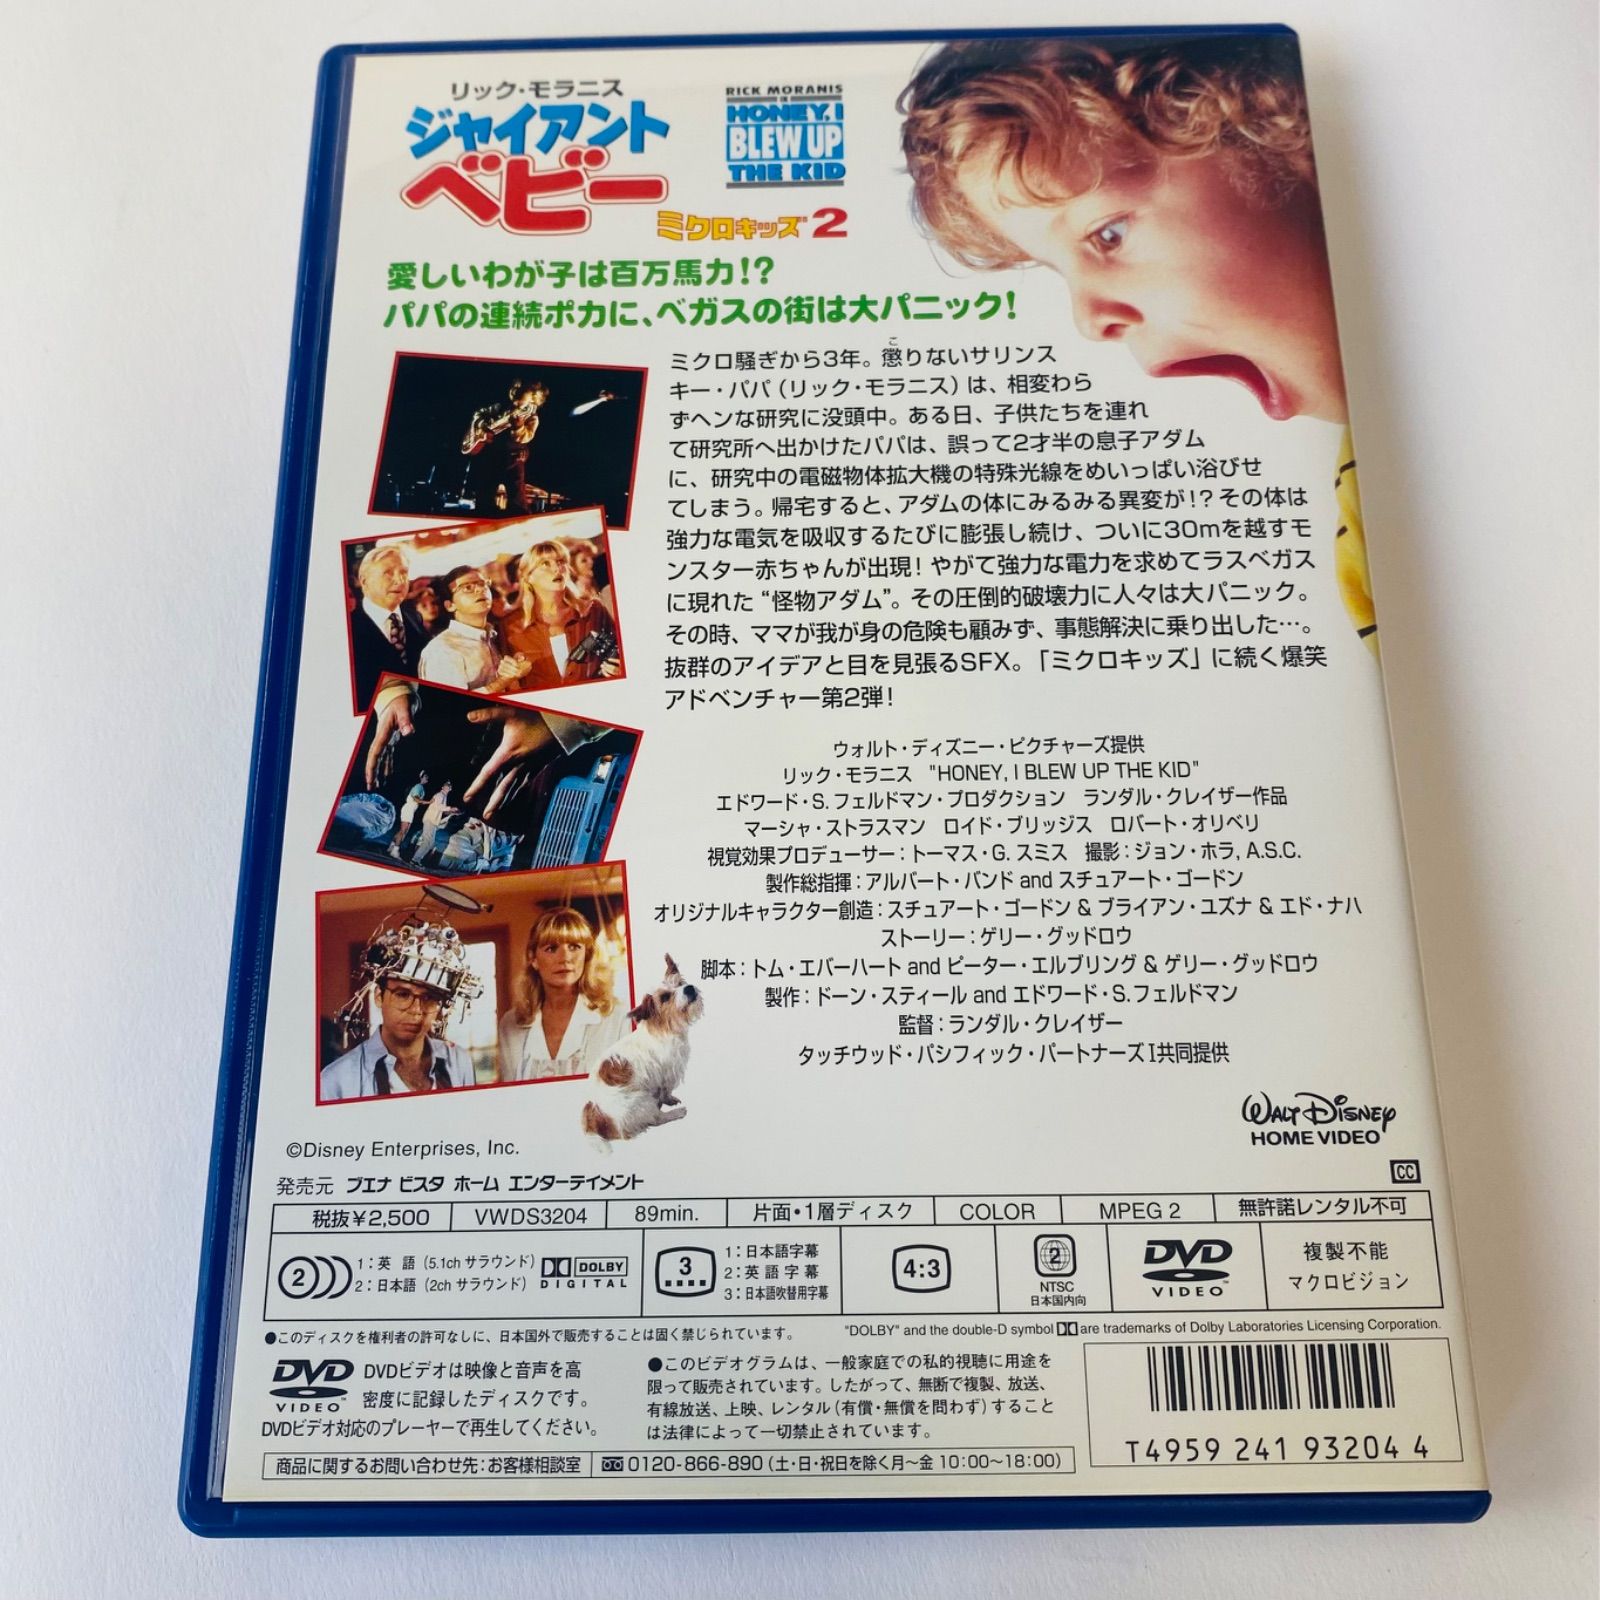 リック・モラニス
ジャイアント
ベビー
ミクロキッズ2
RICK MORANIS
IN
HONEY, I
BLEW UP
THE KID
愛しいわが子は百万馬力!?
パパの連続ポカに、ベガスの街は大パニック!
ミクロ騒ぎから3年。懲りないサリンス
こ
キー・パパ(リック・モラニス)は、相変わら
ずヘンな研究に没頭中。ある日、子供たちを連れ
て研究所へ出かけたパパは、誤って2才半の息子アダム
に、研究中の電磁物体拡大機の特殊光線をめいっぱい浴びせ
てしまう。帰宅すると、アダムの体にみるみる異変が!?その体は
強力な電気を吸収するたびに膨張し続け、ついに30mを越すモ
ンスター赤ちゃんが出現!やがて強力な電力を求めてラスベガス
に現れた“怪物アダム”。その圧倒的破壊力に人々は大パニック。
その時、ママが我が身の危険も顧みず、事態解決に乗り出した…。
抜群のアイデアと目を見張るSFX。「ミクロキッズ」に続く爆笑
アドベンチャー第2弾!
ウォルト・ディズニー・ピクチャーズ提供
リック・モラニス "HONEY, I BLEW UP THE KID"
エドワード・S. フェルドマン・プロダクション ランダル・クレイザー作品
マーシャ・ストラスマン ロイド・ブリッジス ロバート・オリベリ
視覚効果プロデューサー:トーマス・G. スミス 撮影:ジョン・ホラ, A.S.C.
製作総指揮:アルバート・バンド and スチュアート・ゴードン
オリジナルキャラクター創造:スチュアート・ゴードン & ブライアン・ユズナ & エド・ナハ
ストーリー:ゲリー・グッドロウ
脚本:トム・エバーハート and ピーター・エルブリング & ゲリー・グッドロウ
製作:ドーン・スティール and エドワード・S.フェルドマン
監督:ランダル・クレイザー
タッチウッド・パシフィック・パートナーズI共同提供
WALT DISNEY
HOME VIDEO
©Disney Enterprises, Inc.
CC
発売元 ブエナ ビスタ ホーム エンターテイメント
税抜¥2,500 VWDS3204 89min. 片面・1層ディスク COLOR MPEG 2 無許諾レンタル不可
2
1:英 語(5.1chサラウンド)
2:日本語(2chサラウンド)
DOLBY
DIGITAL
3
1:日本語字幕
2:英語字幕
3:日本語吹替用字幕
4:3
2
NTSC
日本国内向
DVD
VIDEO
複製不能
マクロビジョン
●このディスクを権利者の許可なしに、日本国外で販売することは固く禁じられています。
"DOLBY" and the double-D symbol are trademarks of Dolby Laboratories Licensing Corporation.
DVD
VIDEO
DVDビデオは映像と音声を高
密度に記録したディスクです。
DVDビデオ対応のプレーヤーで再生してください。
●このビデオグラムは、一般家庭での私的視聴に用途を
限って販売されています。したがって、無断で複製、放送、
有線放送、上映、レンタル(有償・無償を問わず)すること
は法律によって一切禁止されています。
商品に関するお問い合わせ先:お客様相談室 0120-866-890(土・日・祝日を除く月〜金 10:00〜18:00)
T4959 241 93204 4